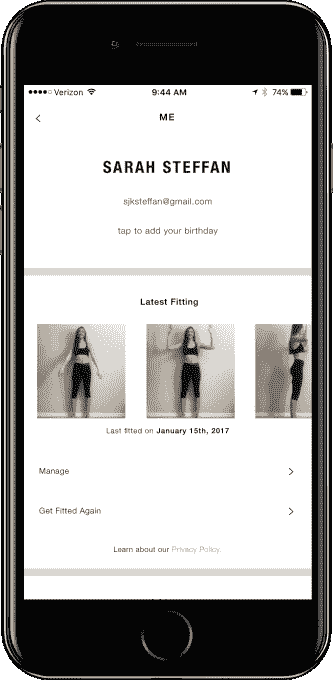 Verizon 9:44 AM 74%
ME
SARAH STEFFAN
sjksteffan@gmail.com
tap to add your birthday
Latest Fitting
Last fitted on January 15th, 2017
Manage
Get Fitted Again
Learn about our Privacy Policy.